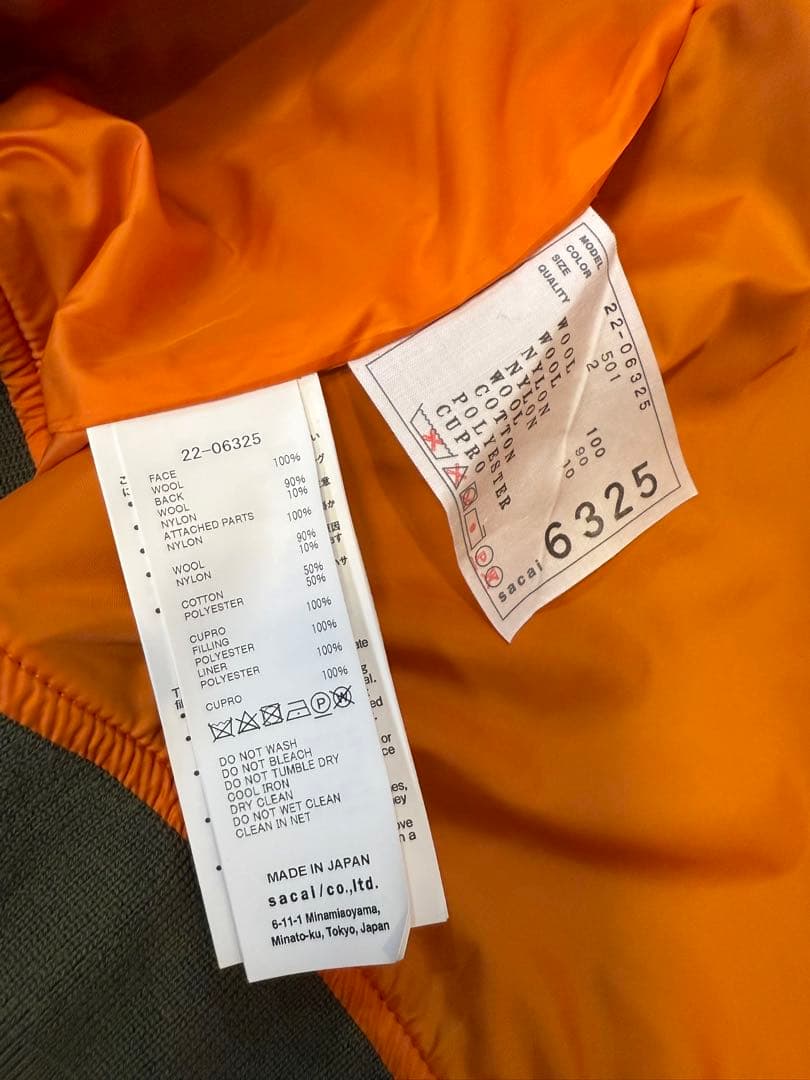 22-06325
FACE
WOOL 100%
BACK
WOOL 90%
NYLON 10%
ATTACHED PARTS
NYLON 100%
WOOL 90%
NYLON 10%
COTTON 50%
POLYESTER 50%
CUPRO 100%
FILLING
POLYESTER 100%
LINER
POLYESTER 100%
CUPRO 100%
DO NOT WASH
DO NOT BLEACH
DO NOT TUMBLE DRY
COOL IRON
DRY CLEAN
DO NOT WET CLEAN
CLEAN IN NET
MADE IN JAPAN
sacai/co.,ltd.
6-11-1 Minamiaoyama,
Minato-ku, Tokyo, Japan
MODEL 22-06325
COLOR 501
SIZE 2
QUALITY
WOOL 100
WOOL 90
NYLON 10
WOOL
NYLON
COTTON
POLYESTER
CUPRO
sacai 6325